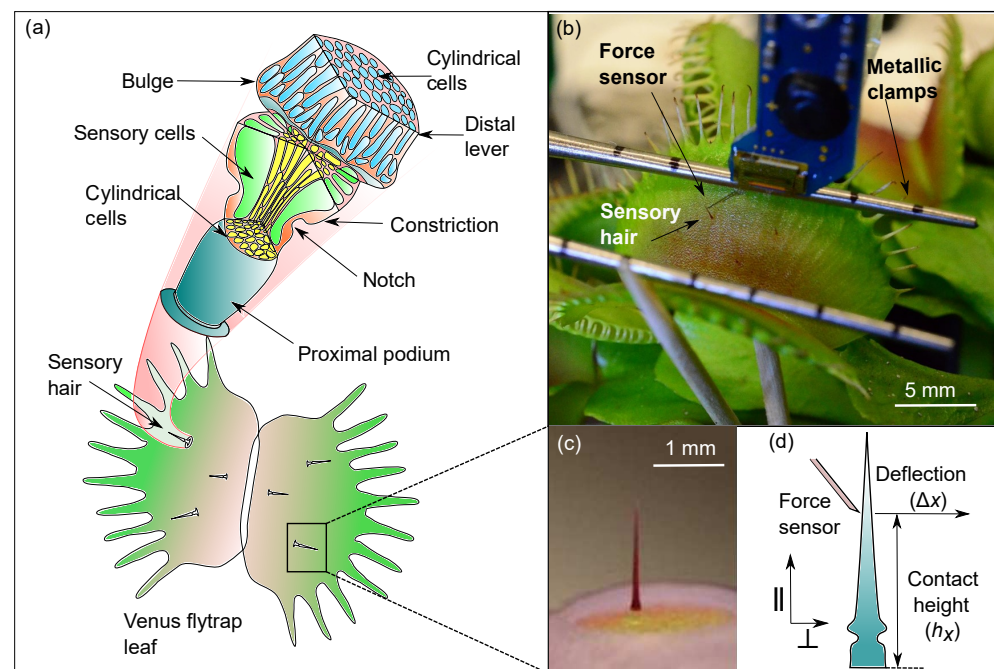 (a)
Bulge
Cylindrical
cells
Sensory cells
Distal
lever
Cylindrical
cells
Constriction
Notch
Proximal podium
Sensory
hair
Venus flytrap
leaf
(b)
Force
sensor
Metallic
clamps
Sensory
hair
5 mm
(c)
1 mm
(d)
Deflection
(Δx)
Force
sensor
Contact
height
(hₓ)
||
⊥